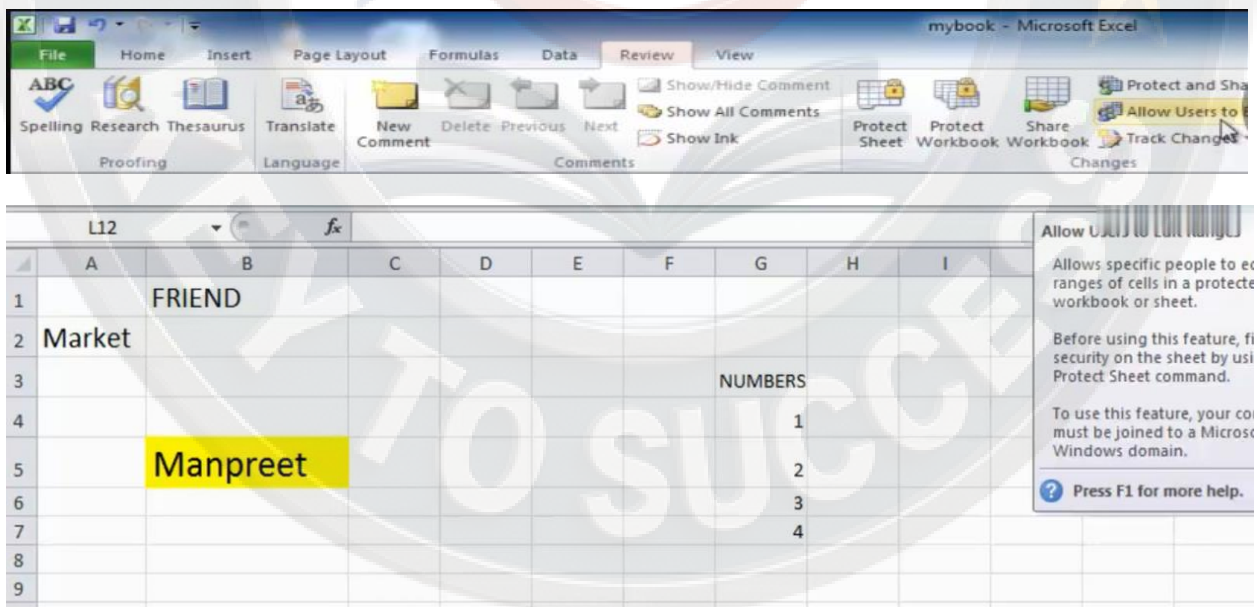 mybook - Microsoft Excel
File Home Insert Page Layout Formulas Data Review View
ABC
Spelling Research Thesaurus
Proofing
Translate
Language
New Comment
Delete Previous Next
Show/Hide Comment
Show All Comments
Show Ink
Comments
Protect Sheet
Protect Workbook
Share Workbook
Protect and Sha
Allow Users to
Track Changes
Changes
L12 fx
A B C D E F G H I
1 FRIEND
2 Market
3 NUMBERS
4 1
5 Manpreet 2
6 3
7 4
8
9
Allow
Allows specific people to
ranges of cells in a protecte
workbook or sheet.
Before using this feature, fi
security on the sheet by usi
Protect Sheet command.
To use this feature, your co
must be joined to a Microso
Windows domain.
Press F1 for more help.
KEY TO SUCCESS